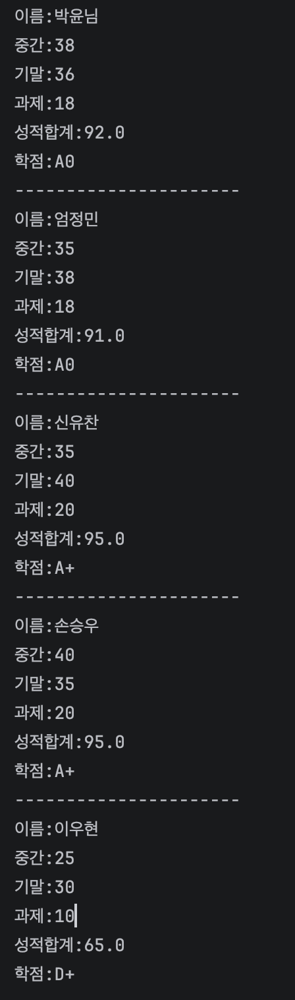 이름:박윤님
중간:38
기말:36
과제:18
성적합계:92.0
학점:A0
----------------------
이름:엄정민
중간:35
기말:38
과제:18
성적합계:91.0
학점:A0
----------------------
이름:신유찬
중간:35
기말:40
과제:20
성적합계:95.0
학점:A+
----------------------
이름:손승우
중간:40
기말:35
과제:20
성적합계:95.0
학점:A+
----------------------
이름:이우현
중간:25
기말:30
과제:10
성적합계:65.0
학점:D+